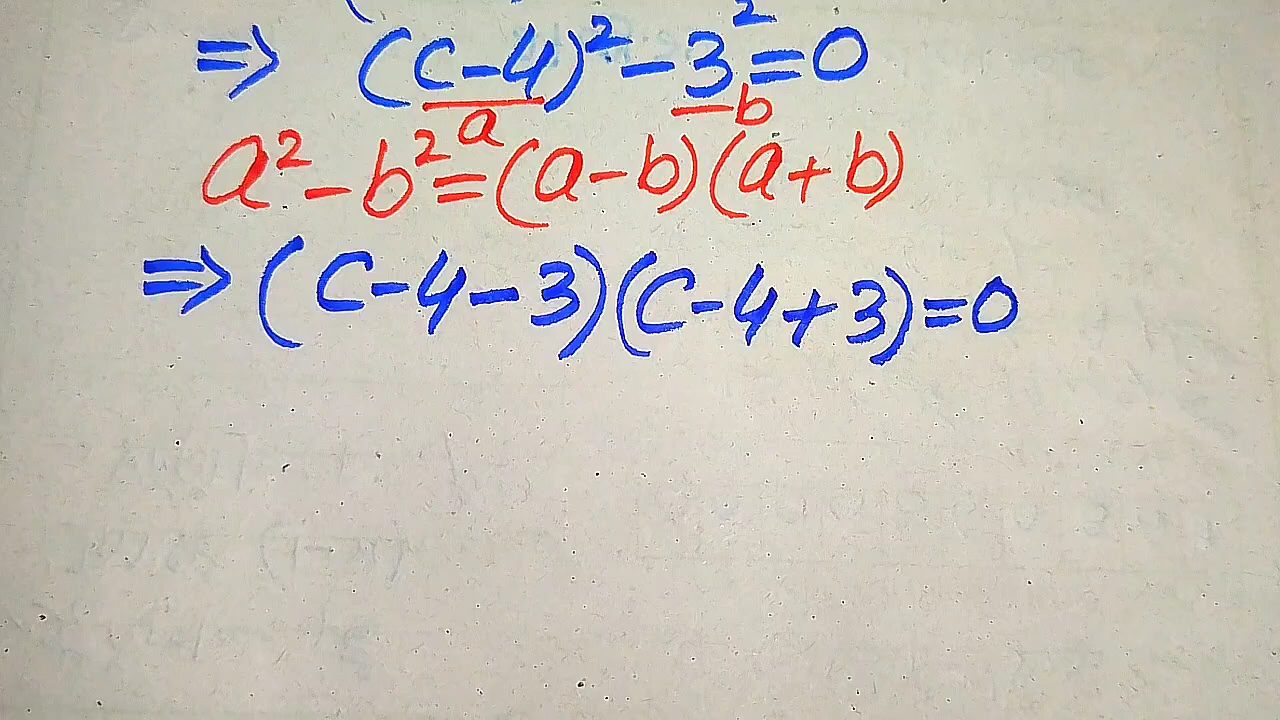 ⇒ (c-4)² - 3² = 0
a b
a² - b² = (a-b)(a+b)
⇒ (c-4-3)(c-4+3)=0